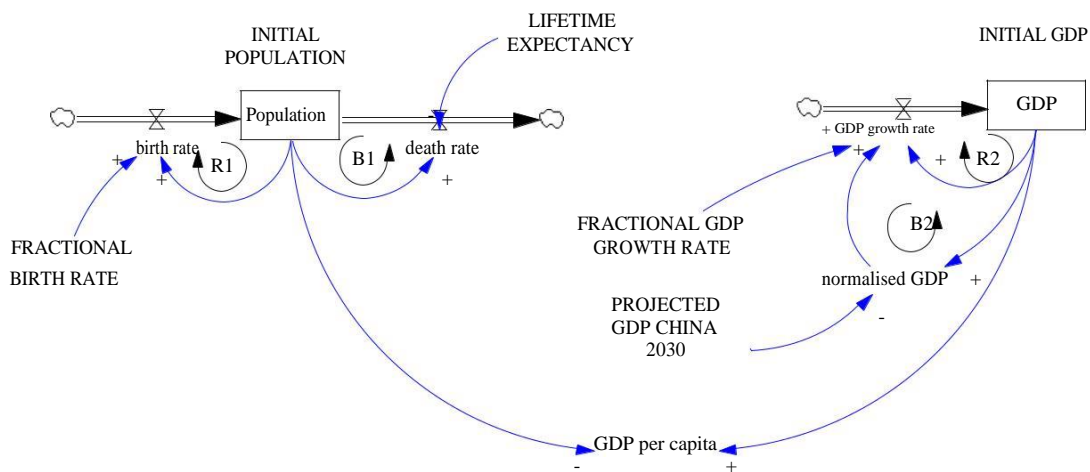 LIFETIME
EXPECTANCY
INITIAL
POPULATION
INITIAL GDP
Population
-
GDP
birth rate
death rate
+ GDP growth rate
+
R1
B1
+
+
R2
+
+
FRACTIONAL
BIRTH RATE
FRACTIONAL GDP
GROWTH RATE
B2
normalised GDP
+
PROJECTED
GDP CHINA
2030
-
GDP per capita
-
+